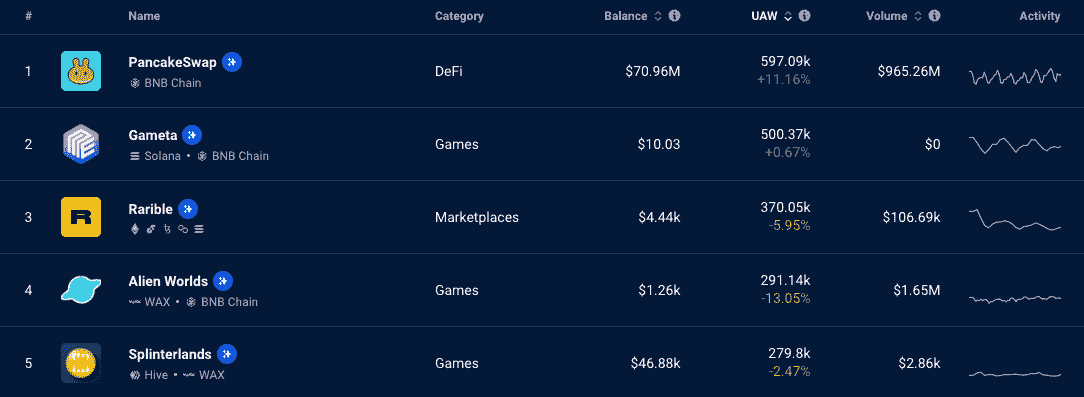 # Name Category Balance UAW Volume Activity
1 PancakeSwap DeFi $70.96M 597.09k $965.26M
BNB Chain +11.16%
2 Gameta Games $10.03 500.37k $0
Solana • BNB Chain +0.67%
3 R Rarible Marketplaces $4.44k 370.05k $106.69k
-5.95%
4 Alien Worlds Games $1.26k 291.14k $1.65M
WAX • BNB Chain -13.05%
5 Splinterlands Games $46.88k 279.8k $2.86k
Hive • WAX -2.47%